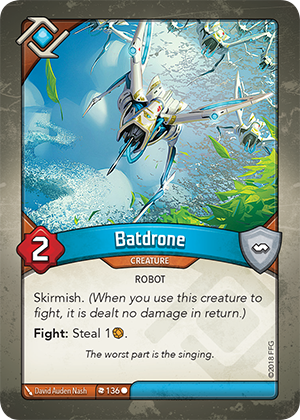 Batdrone
CREATURE
2
ROBOT
Skirmish. (When you use this creature to
fight, it is dealt no damage in return.)
Fight: Steal 1.
The worst part is the singing.
David Auden Nash
136
©2018 FFG